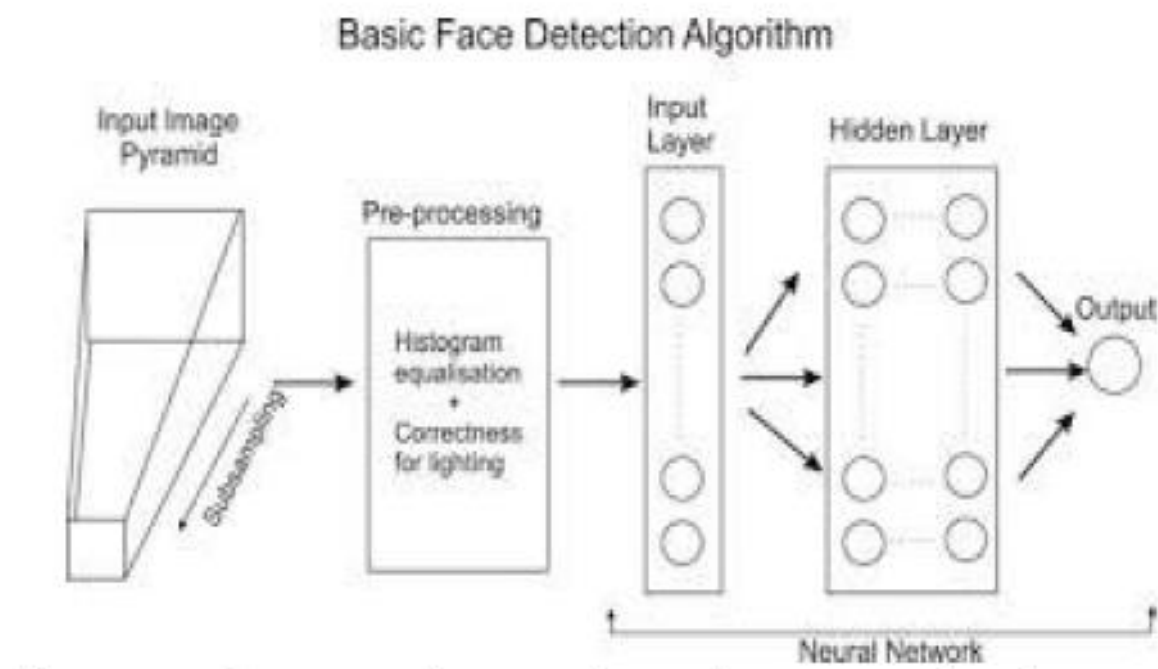 Basic Face Detection Algorithm
Input Image
Pyramid
Subsampling
Pre-processing
Histogram
equalisation
+
Correctness
for lighting
Input
Layer
Hidden Layer
Output
Neural Network